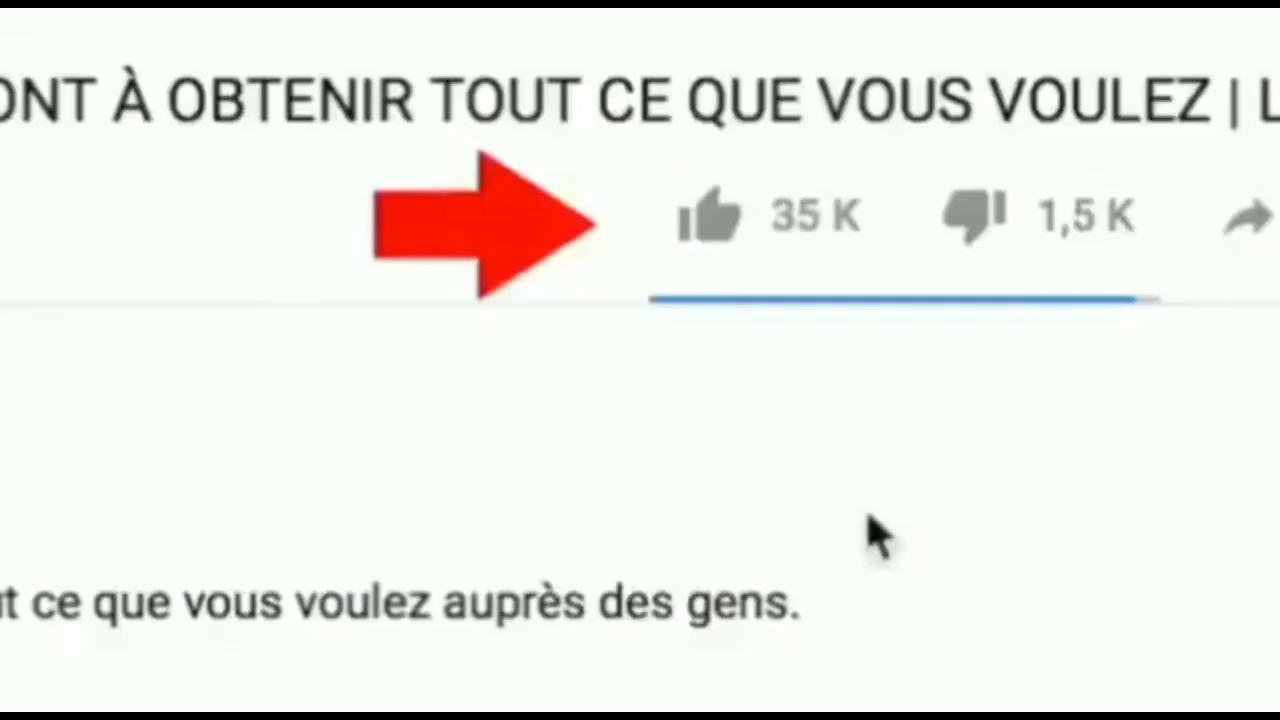 ONT À OBTENIR TOUT CE QUE VOUS VOULEZ | L
35 K 1,5 K
t ce que vous voulez auprès des gens.